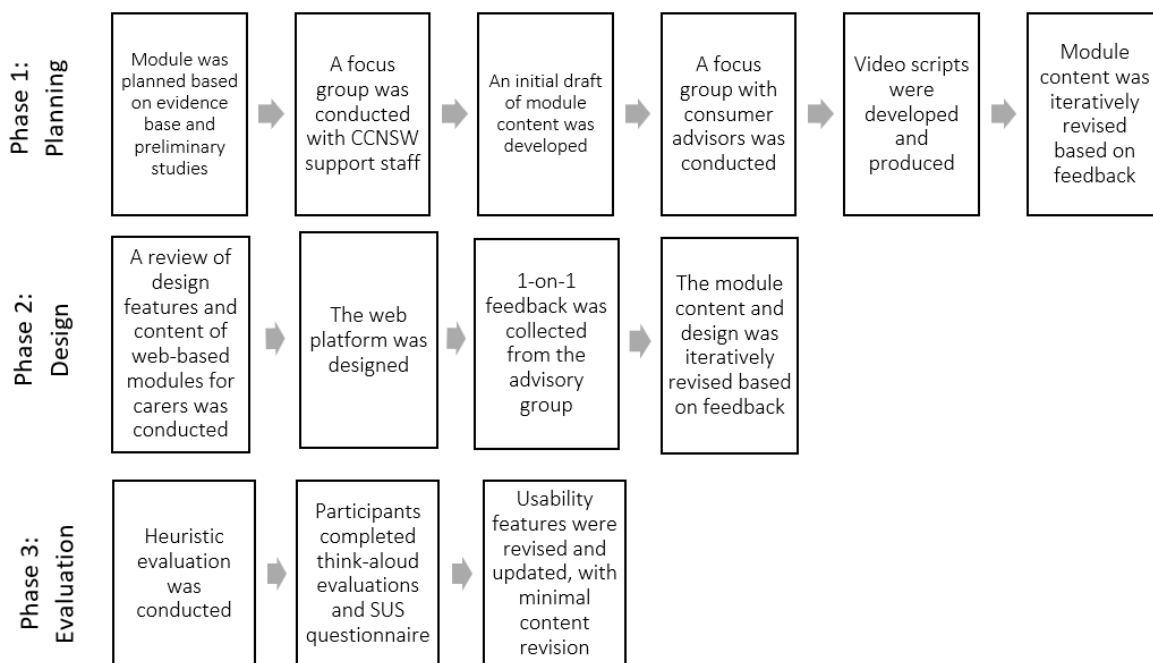 Phase 1:
Planning
Module was
planned based
on evidence
base and
preliminary
studies
A focus
group was
conducted
with CCNSW
support staff
An initial draft
of module
content was
developed
A focus
group with
consumer
advisors was
conducted
Video scripts
were
developed
and
produced
Module
content was
iteratively
revised
based on
feedback
Phase 2:
Design
A review of
design
features and
content of
web-based
modules for
carers was
conducted
The web
platform was
designed
1-on-1
feedback was
collected
from the
advisory
group
The module
content and
design was
iteratively
revised based
on feedback
Phase 3:
Evaluation
Heuristic
evaluation
was
conducted
Participants
completed
think-aloud
evaluations
and SUS
questionnaire
Usability
features were
revised and
updated, with
minimal
content
revision